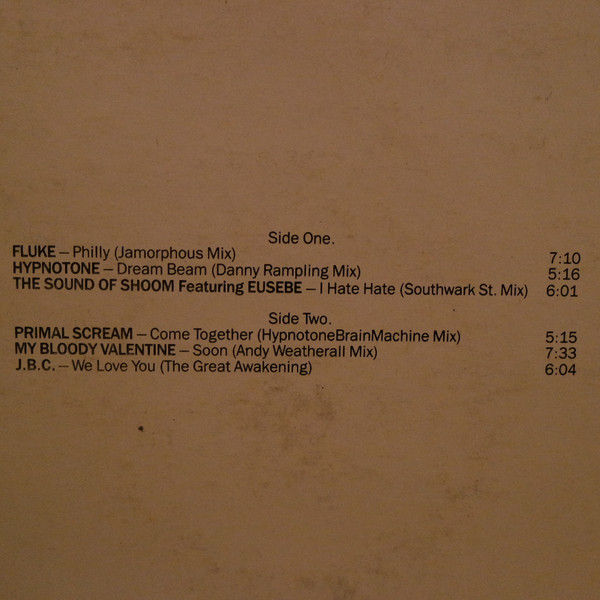 Side One.
FLUKE – Philly (Jamorphous Mix) 7:10
HYPNOTONE – Dream Beam (Danny Rampling Mix) 5:16
THE SOUND OF SHOOM Featuring EUSEBE – I Hate Hate (Southwark St. Mix) 6:01
Side Two.
PRIMAL SCREAM – Come Together (HypnotoneBrainMachine Mix) 5:15
MY BLOODY VALENTINE – Soon (Andy Weatherall Mix) 7:33
J.B.C. – We Love You (The Great Awakening) 6:04